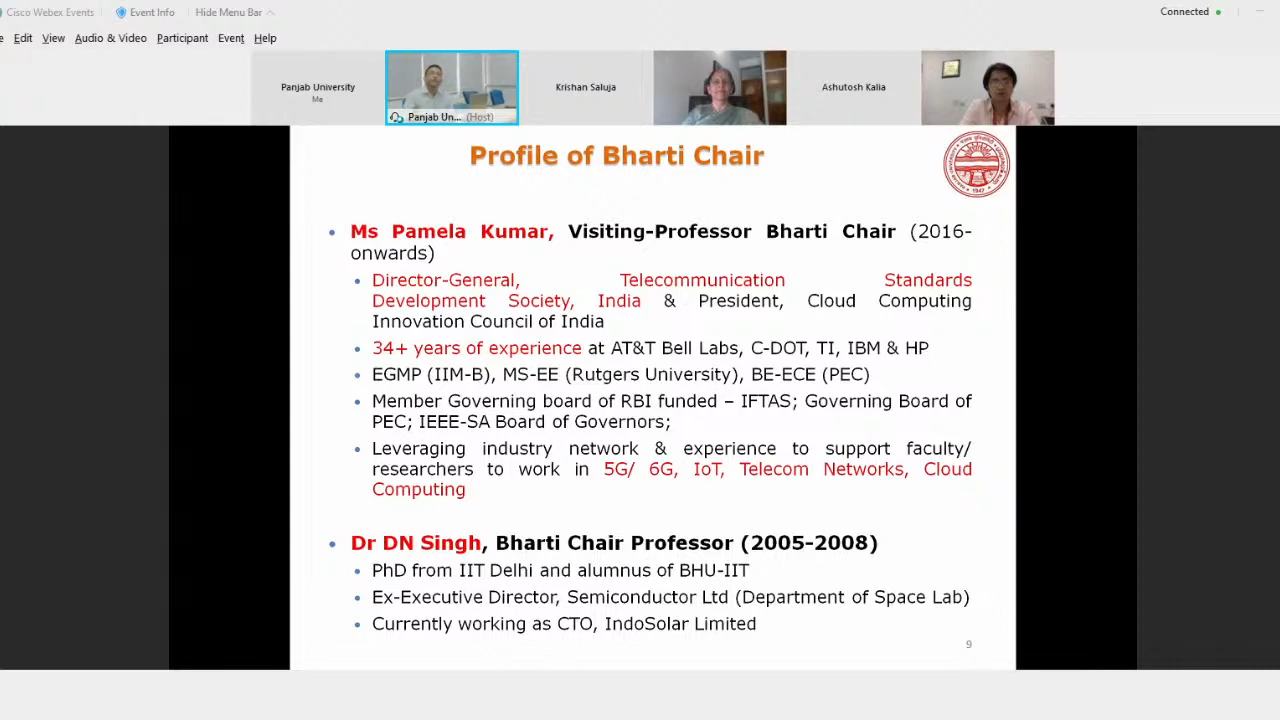 Cisco Webex Events Event Info Hide Menu Bar Connected
Edit View Audio & Video Participant Event Help
Panjab University
Me
Panjab Un... (Host)
Krishan Saluja
Ashutosh Kalia
Profile of Bharti Chair
1947
• Ms Pamela Kumar, Visiting-Professor Bharti Chair (2016-
onwards)
• Director-General, Telecommunication Standards
Development Society, India & President, Cloud Computing
Innovation Council of India
• 34+ years of experience at AT&T Bell Labs, C-DOT, TI, IBM & HP
• EGMP (IIM-B), MS-EE (Rutgers University), BE-ECE (PEC)
• Member Governing board of RBI funded – IFTAS; Governing Board of
PEC; IEEE-SA Board of Governors;
• Leveraging industry network & experience to support faculty/
researchers to work in 5G/ 6G, IoT, Telecom Networks, Cloud
Computing
• Dr DN Singh, Bharti Chair Professor (2005–2008)
• PhD from IIT Delhi and alumnus of BHU-IIT
• Ex-Executive Director, Semiconductor Ltd (Department of Space Lab)
• Currently working as CTO, IndoSolar Limited
9